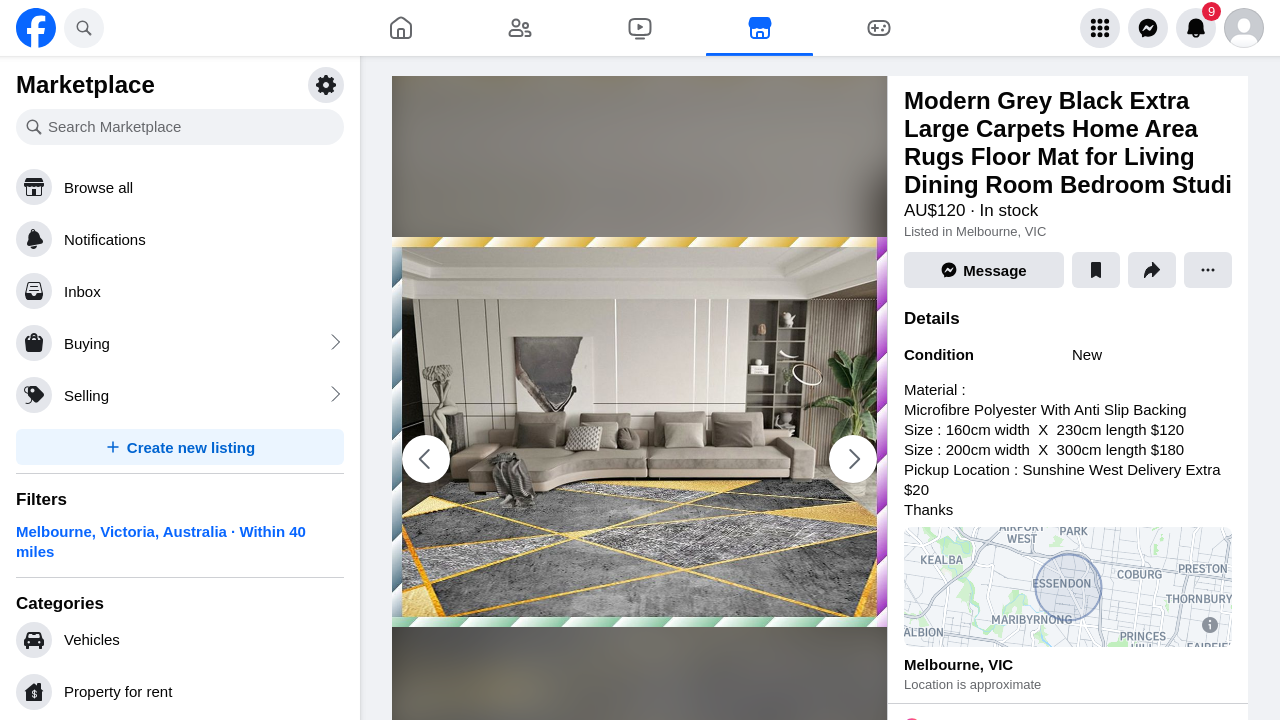 9
Marketplace
Search Marketplace
Browse all
Notifications
Inbox
Buying
Selling
Create new listing
Filters
Melbourne, Victoria, Australia · Within 40
miles
Categories
Vehicles
Property for rent
Modern Grey Black Extra
Large Carpets Home Area
Rugs Floor Mat for Living
Dining Room Bedroom Studi
AU$120 · In stock
Listed in Melbourne, VIC
Message
Details
Condition New
Material :
Microfibre Polyester With Anti Slip Backing
Size : 160cm width  X  230cm length $120
Size : 200cm width  X  300cm length $180
Pickup Location : Sunshine West Delivery Extra
$20
Thanks
AIRPORT
WEST
PARK
KEALBA
ESSENDON
COBURG
PRESTON
THORNBURY
MARIBYRNONG
ALBION
PRINCES
Melbourne, VIC
Location is approximate